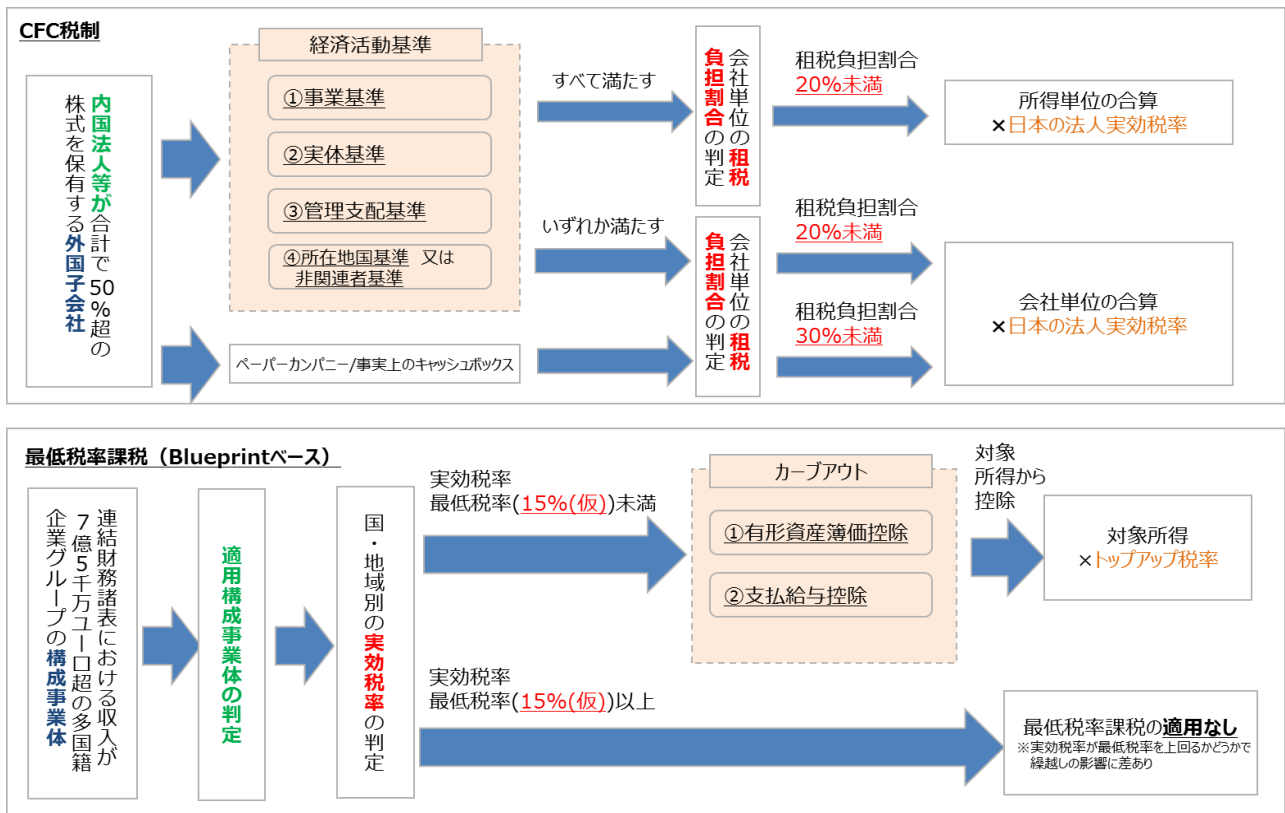 CFC税制
内国法人等が合計で50%超の
株式を保有する外国子会社
経済活動基準
①事業基準
②実体基準
③管理支配基準
④所在地国基準 又は
非関連者基準
ペーパーカンパニー/事実上のキャッシュボックス
すべて満たす
いずれか満たす
会社単位の租税
負担割合の判定
会社単位の租税
負担割合の判定
租税負担割合
20%未満
租税負担割合
20%未満
租税負担割合
30%未満
所得単位の合算
×日本の法人実効税率
会社単位の合算
×日本の法人実効税率
最低税率課税（Blueprintベース）
連結財務諸表における収入が
7億5千万ユーロ超の多国籍
企業グループの構成事業体
適用構成事業体の判定
国・地域別の実効税率の判定
実効税率
最低税率(15%(仮))未満
カーブアウト
①有形資産簿価控除
②支払給与控除
対象
所得から
控除
対象所得
×トップアップ税率
実効税率
最低税率(15%(仮))以上
最低税率課税の適用なし
※実効税率が最低税率を上回るかどうかで
繰越しの影響に差あり